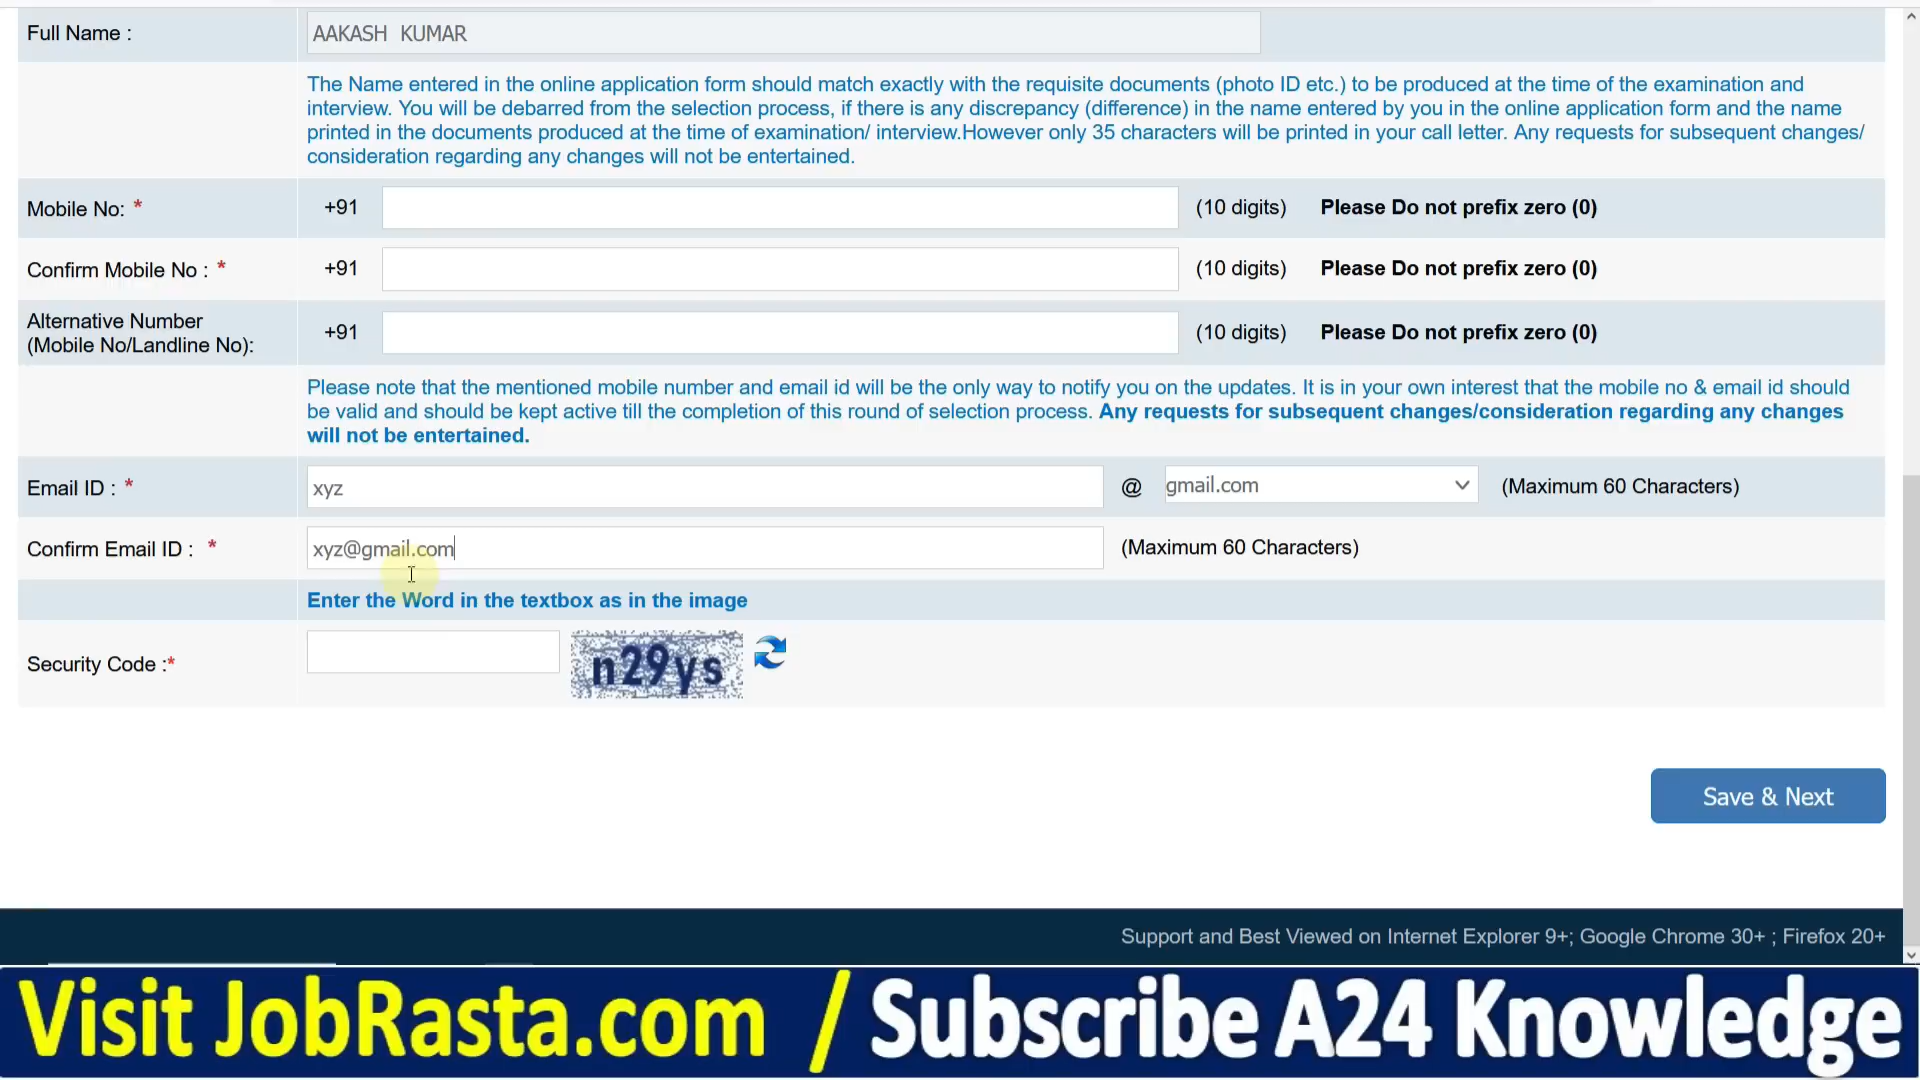 Full Name :
AAKASH  KUMAR
The Name entered in the online application form should match exactly with the requisite documents (photo ID etc.) to be produced at the time of the examination and
interview. You will be debarred from the selection process, if there is any discrepancy (difference) in the name entered by you in the online application form and the name
printed in the documents produced at the time of examination/ interview.However only 35 characters will be printed in your call letter. Any requests for subsequent changes/
consideration regarding any changes will not be entertained.
Mobile No: * +91 (10 digits) Please Do not prefix zero (0)
Confirm Mobile No : * +91 (10 digits) Please Do not prefix zero (0)
Alternative Number
(Mobile No/Landline No): +91 (10 digits) Please Do not prefix zero (0)
Please note that the mentioned mobile number and email id will be the only way to notify you on the updates. It is in your own interest that the mobile no & email id should
be valid and should be kept active till the completion of this round of selection process. Any requests for subsequent changes/consideration regarding any changes
will not be entertained.
Email ID : * xyz @ gmail.com (Maximum 60 Characters)
Confirm Email ID : * xyz@gmail.com (Maximum 60 Characters)
Enter the Word in the textbox as in the image
Security Code :* n29ys
Save & Next
Support and Best Viewed on Internet Explorer 9+; Google Chrome 30+ ; Firefox 20+
Visit JobRasta.com / Subscribe A24 Knowledge